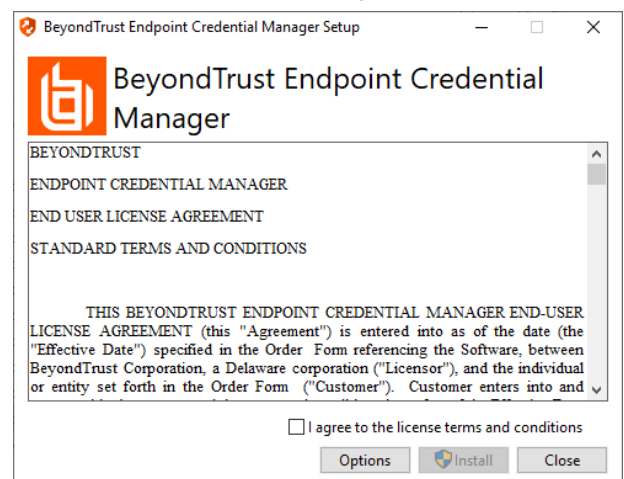 BeyondTrust Endpoint Credential Manager Setup
BeyondTrust Endpoint Credential
Manager
BEYONDTRUST
ENDPOINT CREDENTIAL MANAGER
END USER LICENSE AGREEMENT
STANDARD TERMS AND CONDITIONS
THIS BEYONDTRUST ENDPOINT CREDENTIAL MANAGER END-USER
LICENSE AGREEMENT (this "Agreement") is entered into as of the date (the
"Effective Date") specified in the Order Form referencing the Software, between
BeyondTrust Corporation, a Delaware corporation ("Licensor"), and the individual
or entity set forth in the Order Form ("Customer"). Customer enters into and
I agree to the license terms and conditions
Options
Install
Close